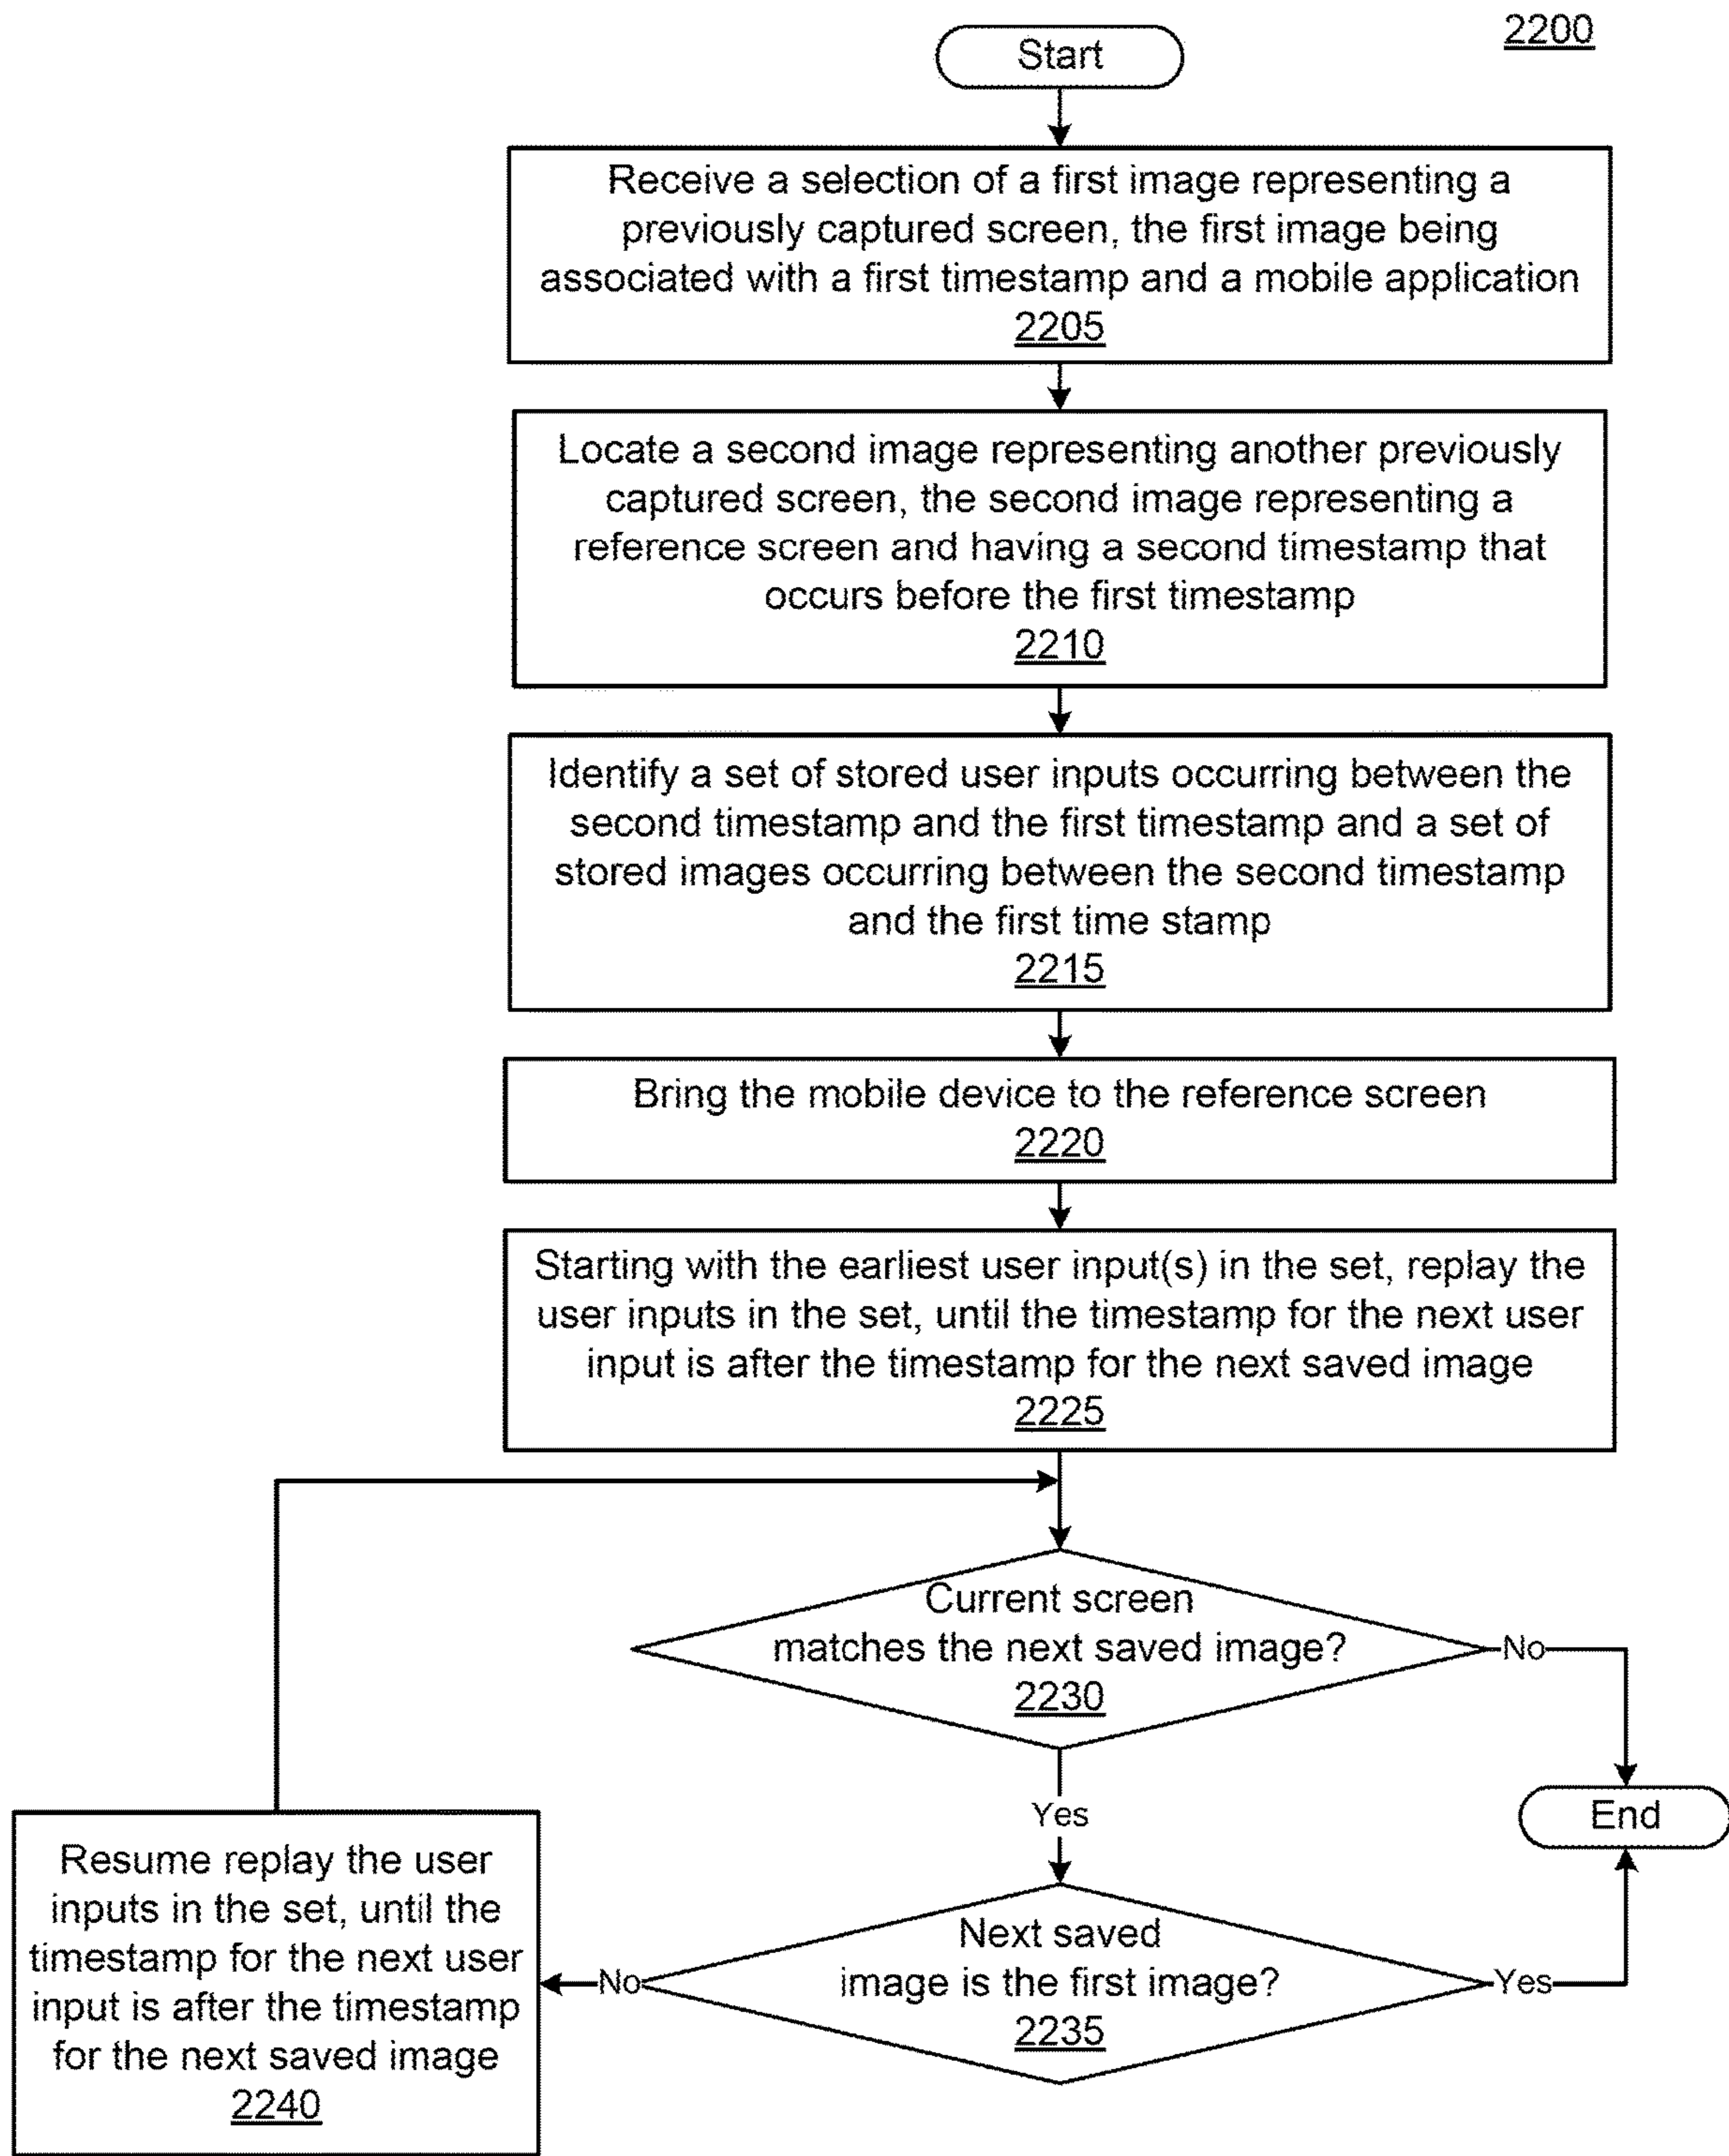 2200
Start
Receive a selection of a first image representing a
previously captured screen, the first image being
associated with a first timestamp and a mobile application
2205
Locate a second image representing another previously
captured screen, the second image representing a
reference screen and having a second timestamp that
occurs before the first timestamp
2210
Identify a set of stored user inputs occurring between the
second timestamp and the first timestamp and a set of
stored images occurring between the second timestamp
and the first time stamp
2215
Bring the mobile device to the reference screen
2220
Starting with the earliest user input(s) in the set, replay the
user inputs in the set, until the timestamp for the next user
input is after the timestamp for the next saved image
2225
Current screen
matches the next saved image?
2230
No
Yes
End
Next saved
image is the first image?
2235
No
Yes
Resume replay the user
inputs in the set, until the
timestamp for the next user
input is after the timestamp
for the next saved image
2240